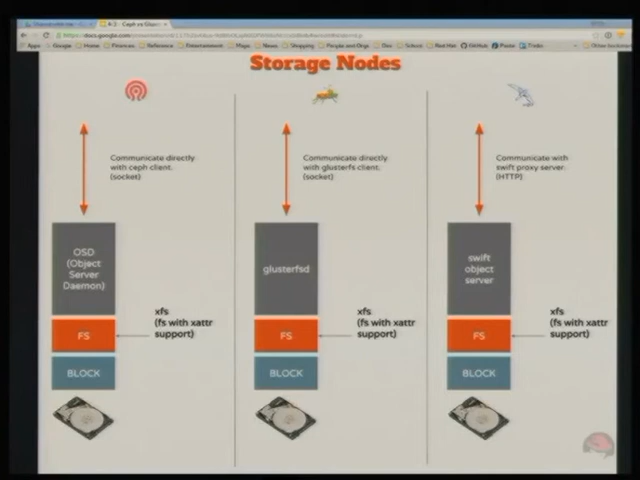 Storage Nodes
Communicate directly
with ceph client.
(socket)
Communicate directly
with glusterfs client.
(socket)
Communicate with
swift proxy server.
(HTTP)
OSD
(Object
Server
Daemon)
glusterfsd
swift
object
server
xfs
(fs with xattr
support)
xfs
(fs with xattr
support)
xfs
(fs with xattr
support)
FS
FS
FS
BLOCK
BLOCK
BLOCK